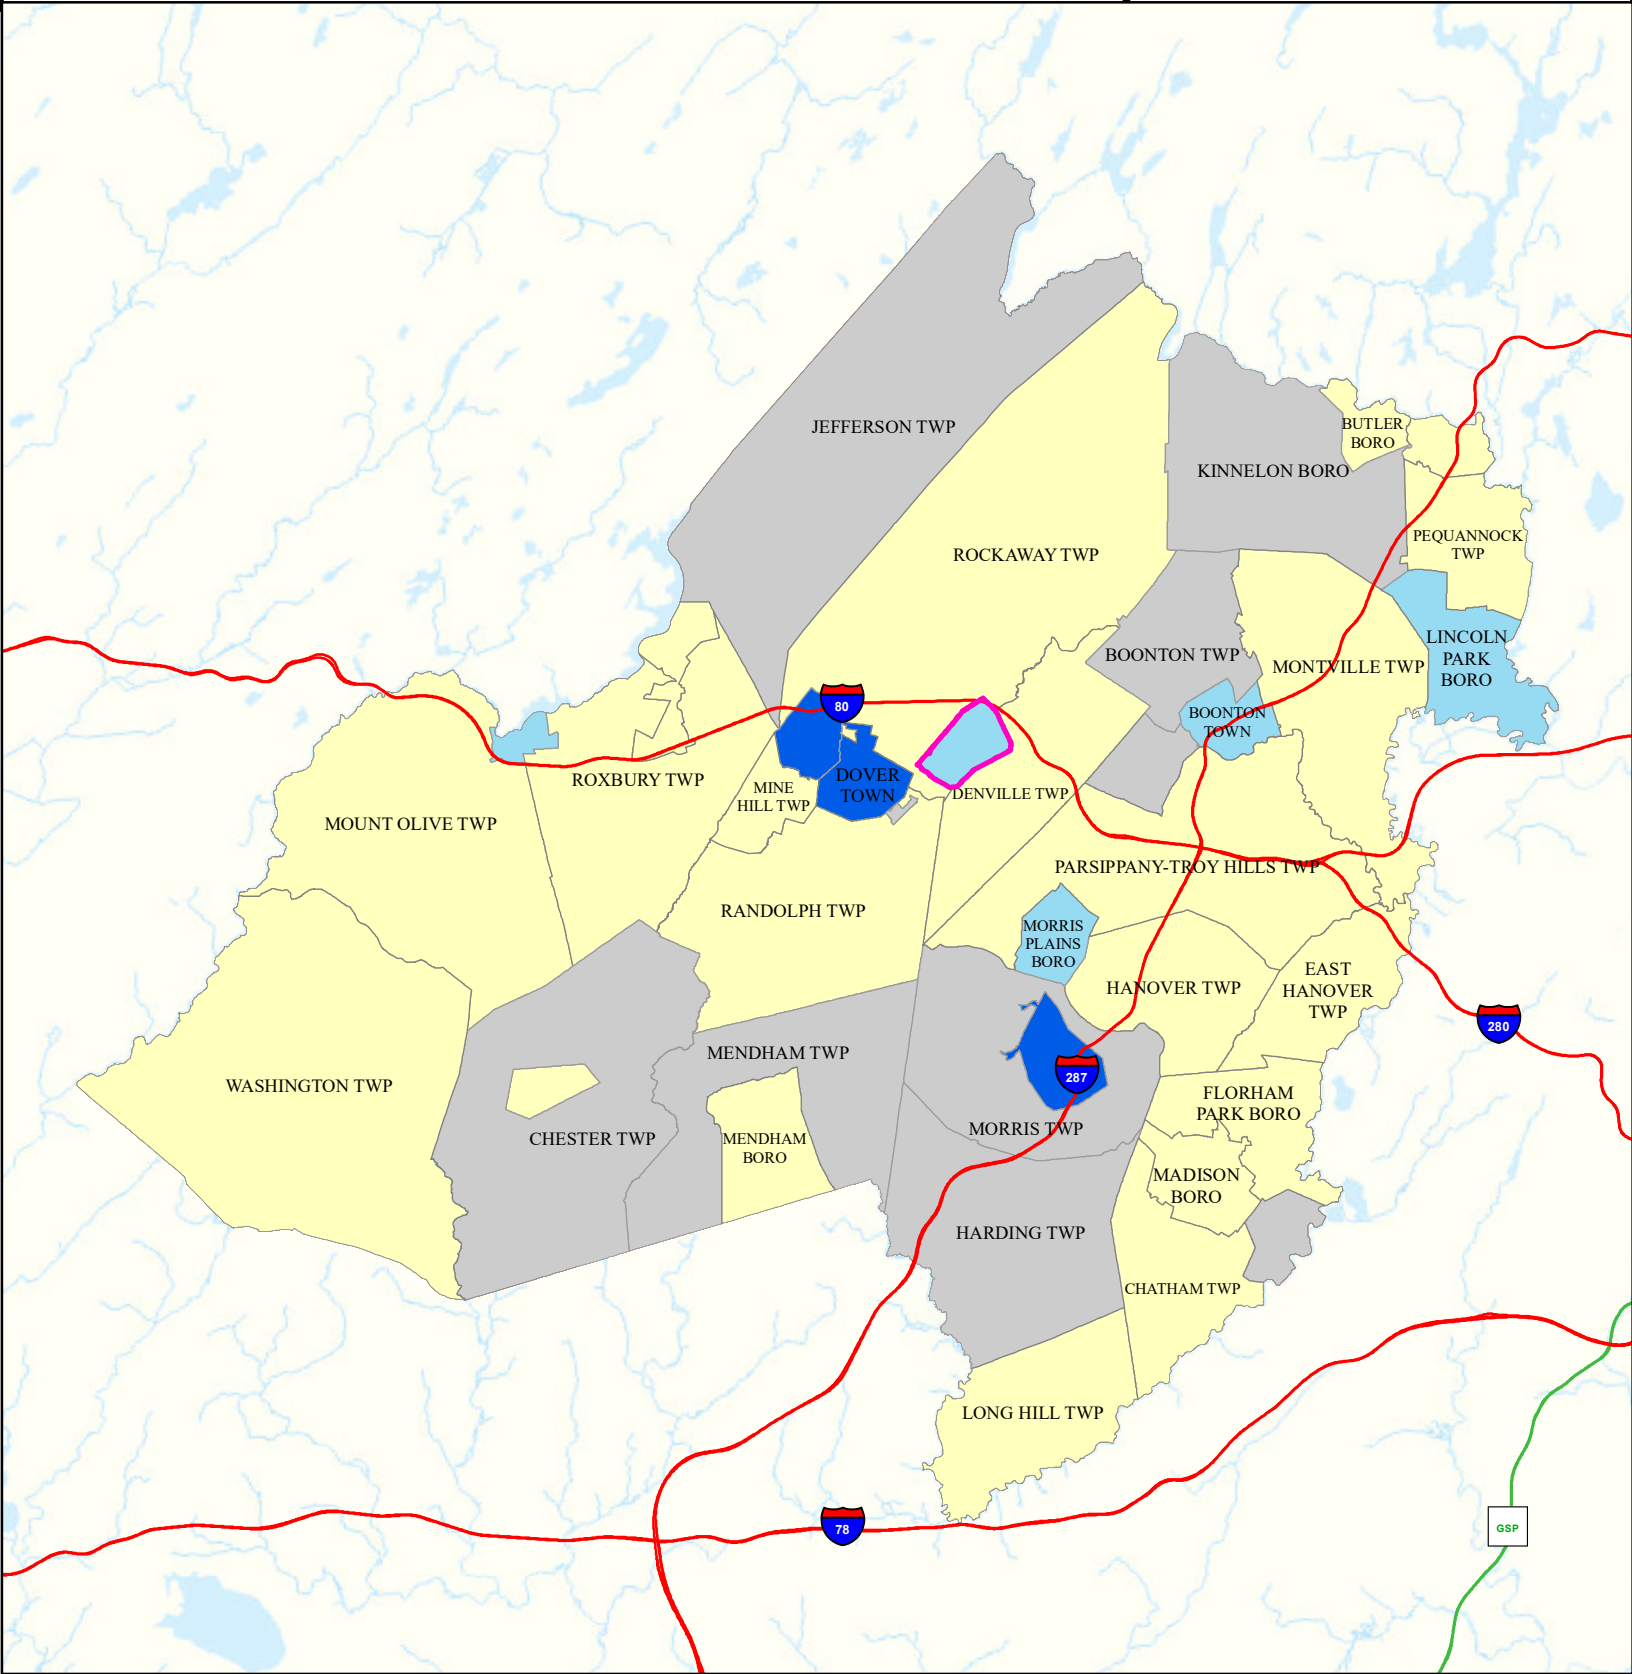 JEFFERSON TWP
BUTLER
BORO
KINNELON BORO
PEQUANNOCK
TWP
ROCKAWAY TWP
LINCOLN
PARK
BORO
BOONTON TWP
MONTVILLE TWP
80
BOONTON
TOWN
ROXBURY TWP
MINE
HILL TWP
DOVER
TOWN
DENVILLE TWP
MOUNT OLIVE TWP
PARSIPPANY-TROY HILLS TWP
RANDOLPH TWP
MORRIS
PLAINS
BORO
EAST
HANOVER
TWP
HANOVER TWP
280
MENDHAM TWP
287
WASHINGTON TWP
FLORHAM
PARK BORO
MORRIS TWP
CHESTER TWP
MENDHAM
BORO
MADISON
BORO
HARDING TWP
CHATHAM TWP
LONG HILL TWP
78
GSP